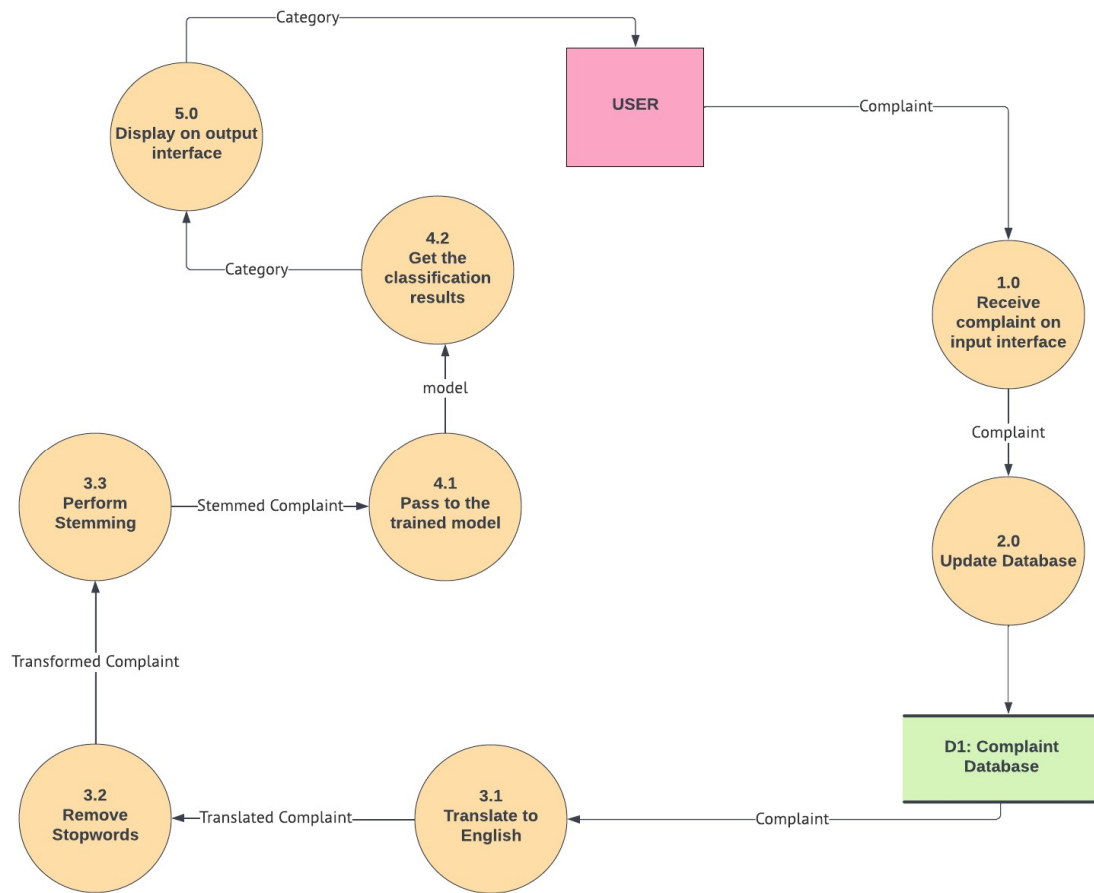 Category
USER
Complaint
5.0
Display on output
interface
4.2
Get the
classification
results
Category
1.0
Receive
complaint on
input interface
model
Complaint
3.3
Perform
Stemming
Stemmed Complaint
4.1
Pass to the
trained model
2.0
Update Database
Transformed Complaint
D1: Complaint
Database
3.2
Remove
Stopwords
Translated Complaint
3.1
Translate to
English
Complaint